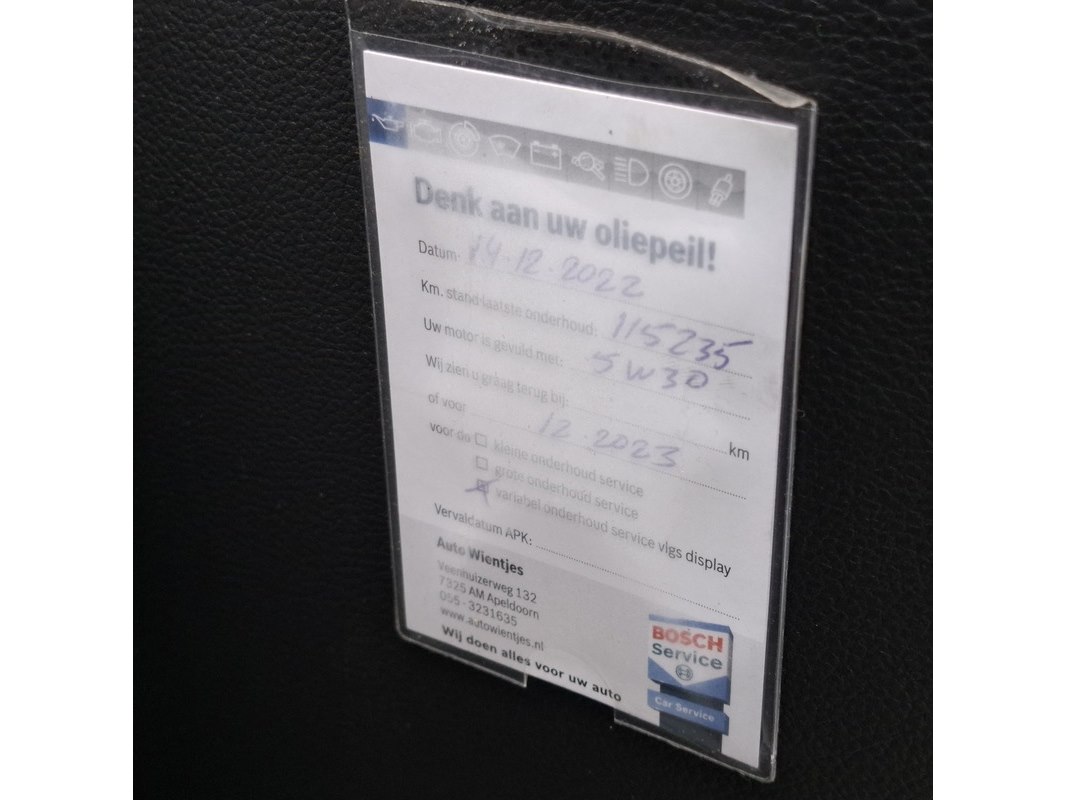 Denk aan uw oliepeil!
Datum: 14-12-2022
Km. stand laatste onderhoud: 115235
Uw motor is gevuld met: 5W30
Wij zien u graag terug bij: km
of voor 12-2023
voor de ☐ kleine onderhoud service
☐ grote onderhoud service
☒ variabel onderhoud service vlgs display
Vervaldatum APK:
Auto Wientjes
Veenhuizerweg 132
7325 AM Apeldoorn
055 - 3231635
www.autowientjes.nl
Wij doen alles voor uw auto
BOSCH
Service
Car Service